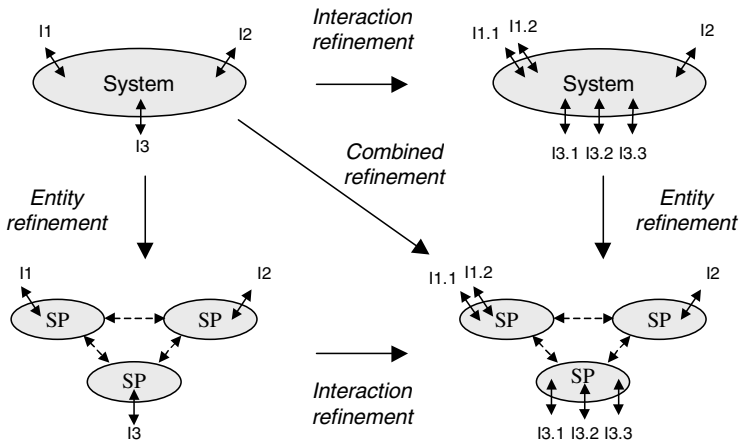 Interaction
refinement
I1
I2
I1.1
I1.2
I2
System
System
I3
I3.1 I3.2 I3.3
Combined
refinement
Entity
refinement
Entity
refinement
I1
I2
I1.1
I1.2
I2
SP
SP
SP
SP
SP
SP
Interaction
refinement
I3
I3.1 I3.2 I3.3